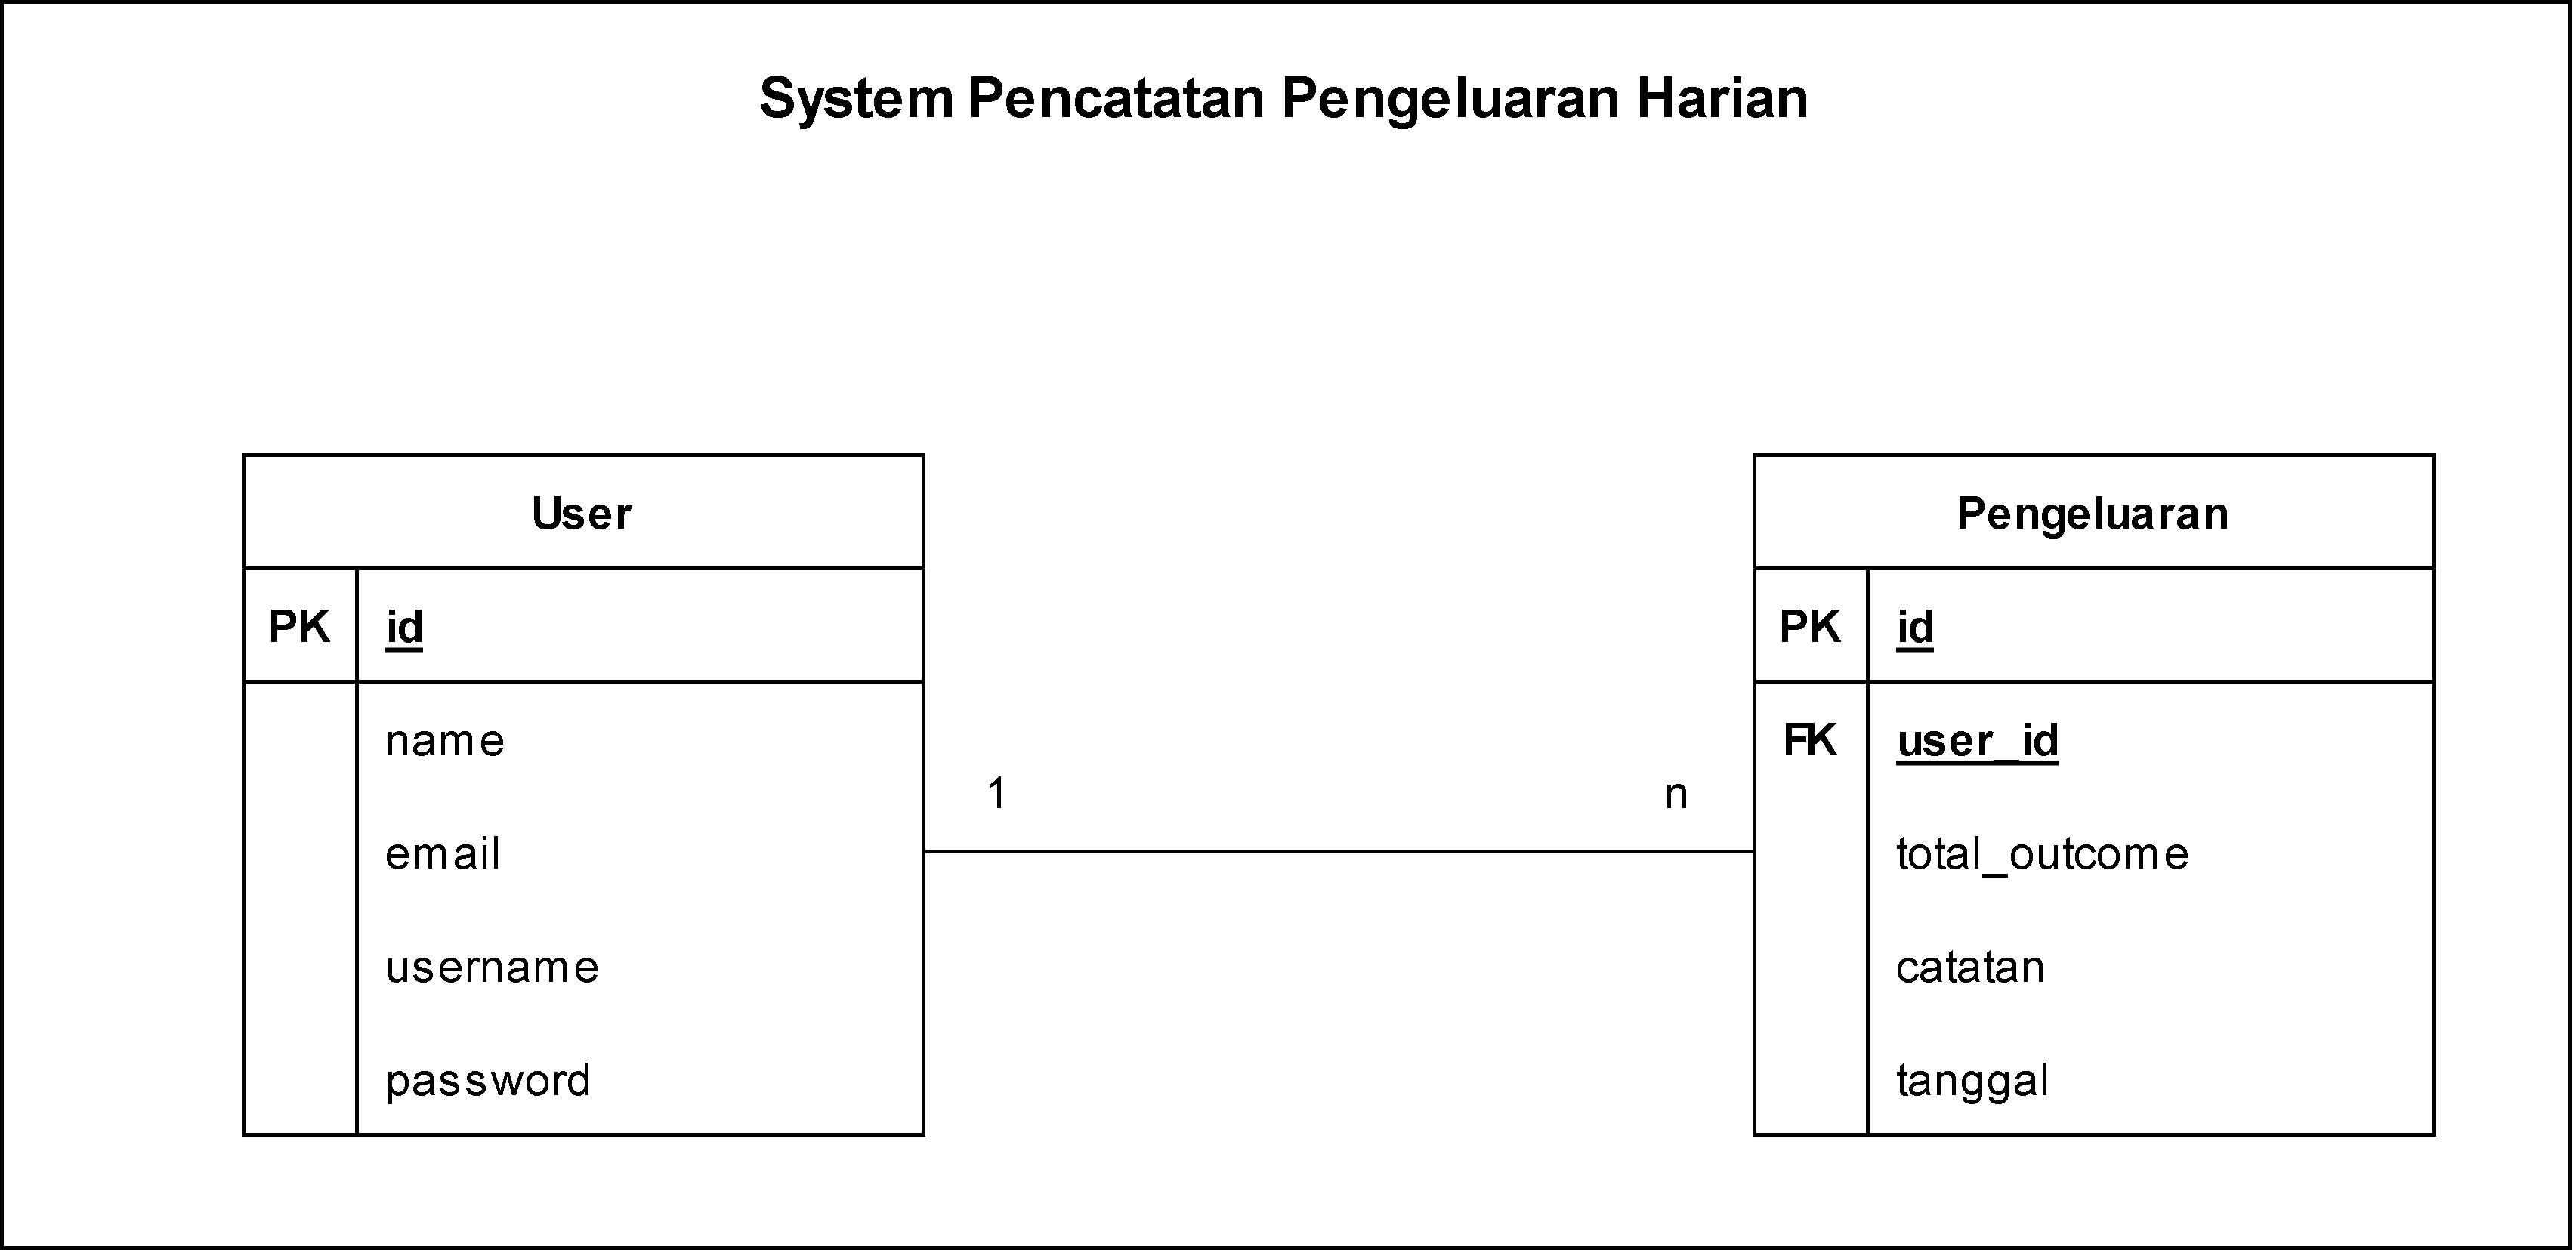 System Pencatatan Pengeluaran Harian
User
PK id
name
email
username
password
1 n
Pengeluaran
PK id
FK user_id
total_outcome
catatan
tanggal